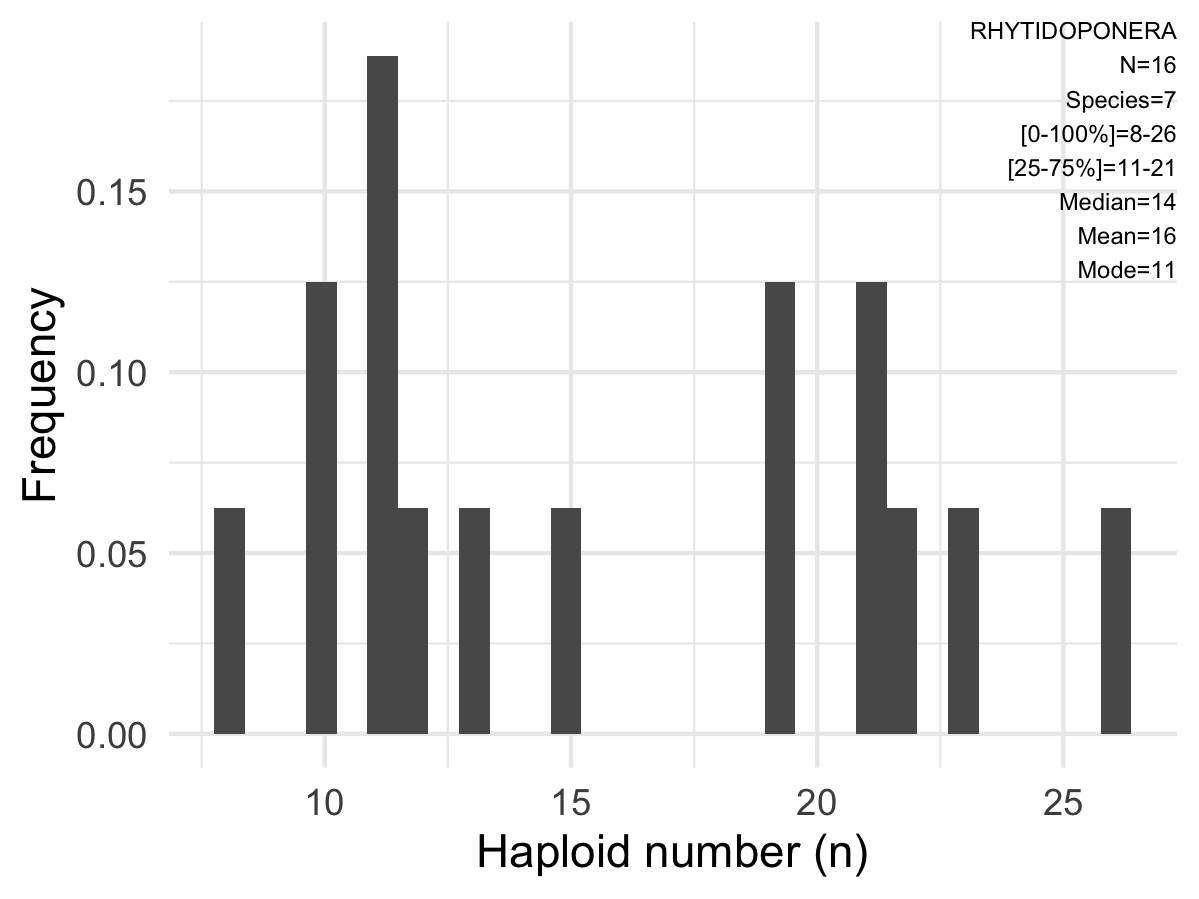 RHYTIDOPONERA
N=16
Species=7
[0-100%]=8-26
[25-75%]=11-21
Median=14
Mean=16
Mode=11
Frequency
0.15
0.10
0.05
0.00
10 15 20 25
Haploid number (n)